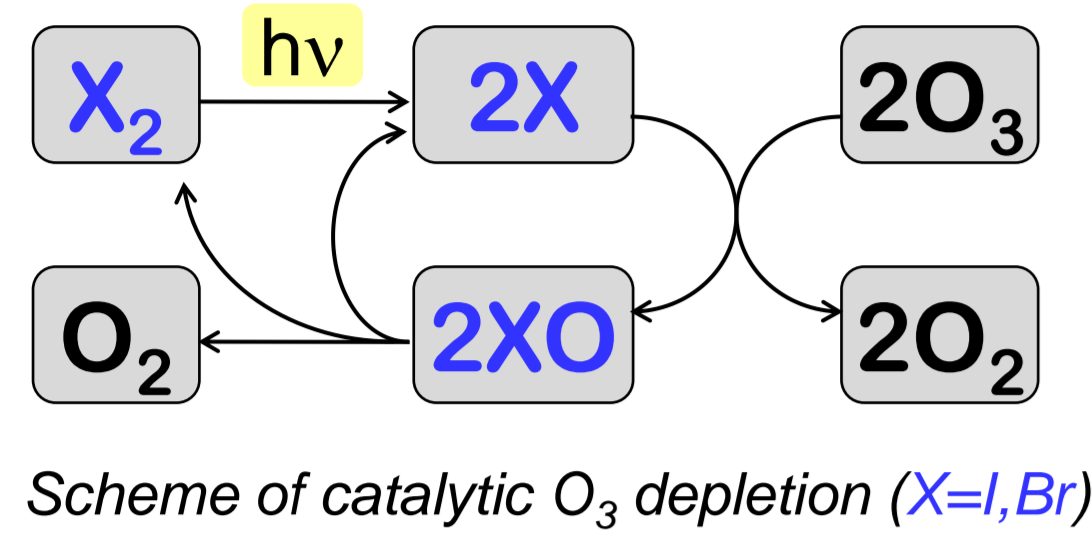 hν
X₂
2X
2O₃
O₂
2XO
2O₂
Scheme of catalytic O₃ depletion (X=I,Br)